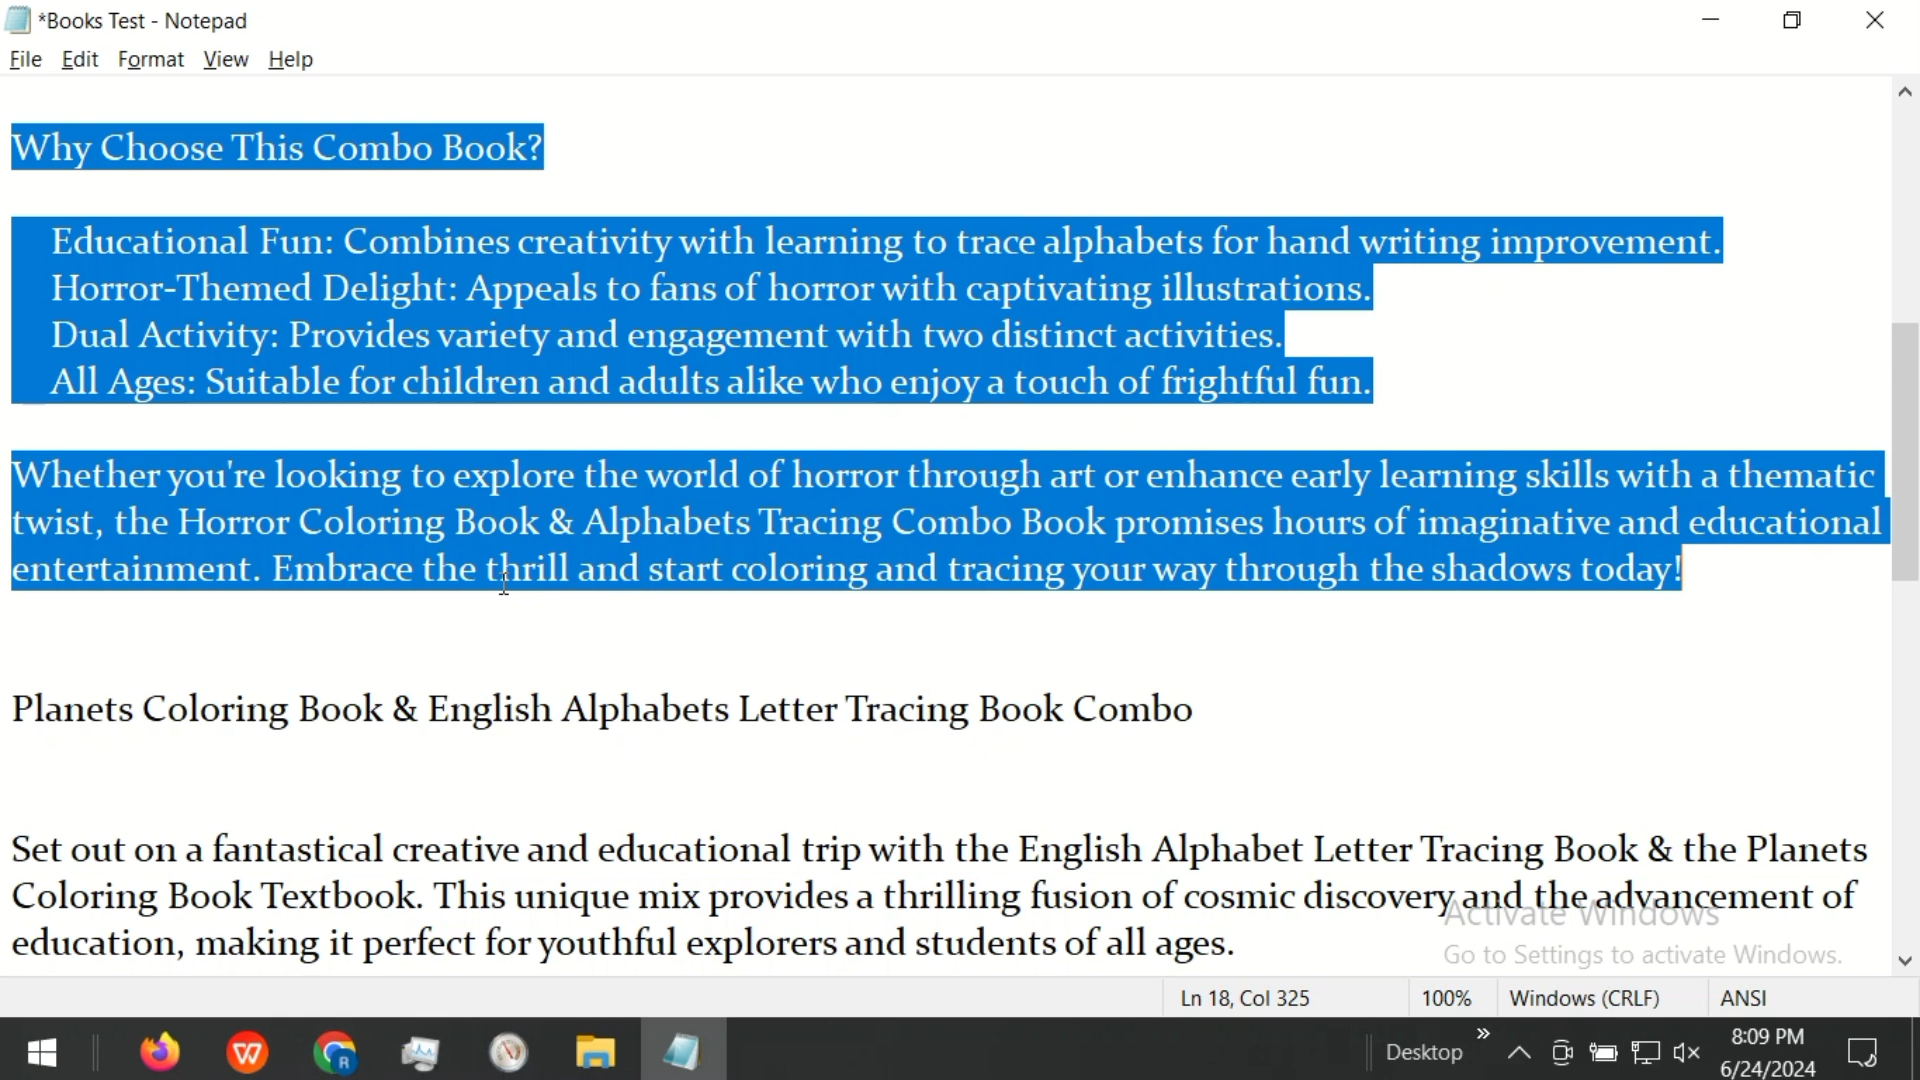 *Books Test - Notepad
File Edit Format View Help
Why Choose This Combo Book?
Educational Fun: Combines creativity with learning to trace alphabets for hand writing improvement.
Horror-Themed Delight: Appeals to fans of horror with captivating illustrations.
Dual Activity: Provides variety and engagement with two distinct activities.
All Ages: Suitable for children and adults alike who enjoy a touch of frightful fun.
Whether you're looking to explore the world of horror through art or enhance early learning skills with a thematic
twist, the Horror Coloring Book & Alphabets Tracing Combo Book promises hours of imaginative and educational
entertainment. Embrace the thrill and start coloring and tracing your way through the shadows today!
Planets Coloring Book & English Alphabets Letter Tracing Book Combo
Set out on a fantastical creative and educational trip with the English Alphabet Letter Tracing Book & the Planets
Coloring Book Textbook. This unique mix provides a thrilling fusion of cosmic discovery and the advancement of
education, making it perfect for youthful explorers and students of all ages.
Activate Windows
Go to Settings to activate Windows.
Ln 18, Col 325 100% Windows (CRLF) ANSI
Desktop
8:09 PM
6/24/2024